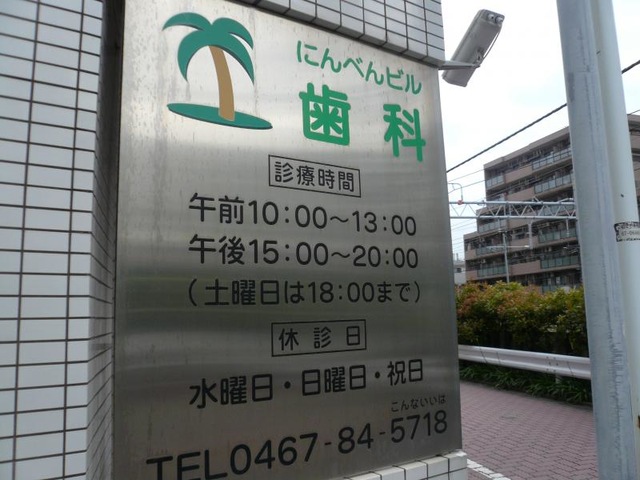 にんべんビル
歯科
診療時間
午前10:00〜13:00
午後15:00〜20:00
(土曜日は18:00まで)
休診日
水曜日・日曜日・祝日
こんないいは
TEL0467-84-5718